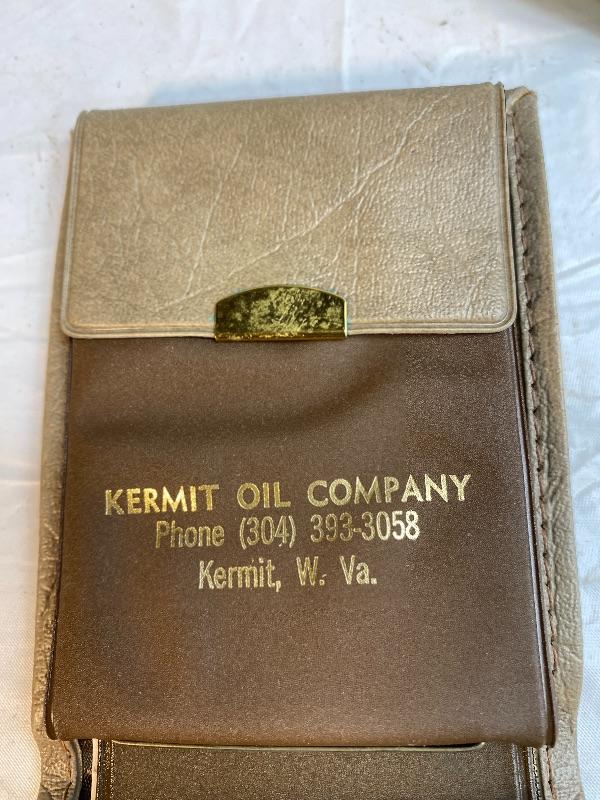 KERMIT OIL COMPANY
Phone (304) 393-3058
Kermit, W. Va.